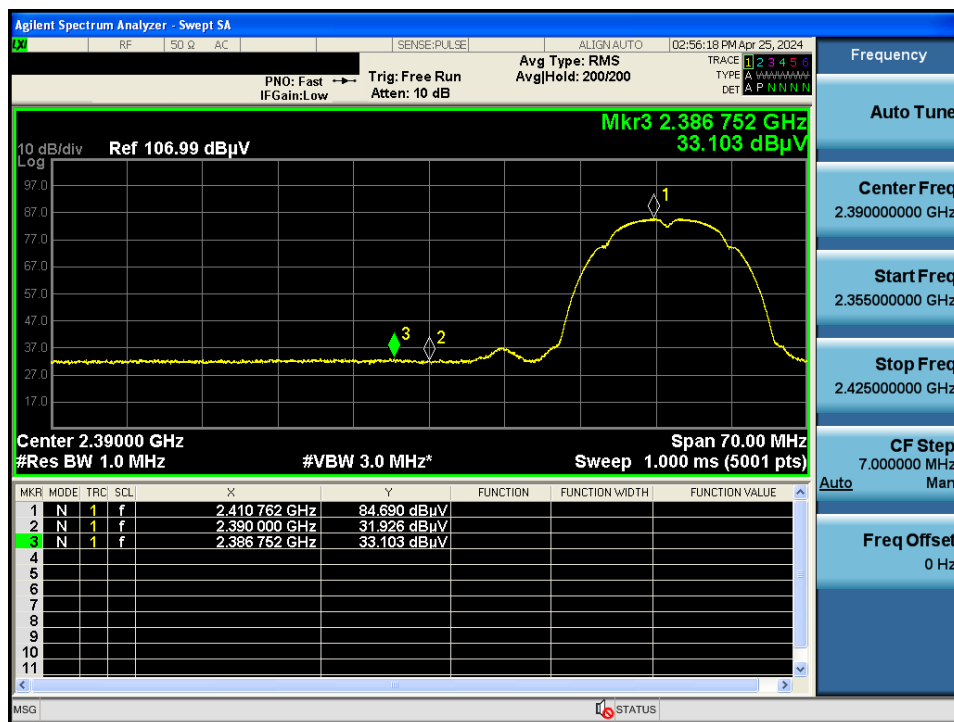 Agilent Spectrum Analyzer - Swept SA
LXI RF 50 Ω AC SENSE:PULSE ALIGN AUTO 02:56:18 PM Apr 25, 2024
PNO: Fast
IFGain:Low
Trig: Free Run
Atten: 10 dB
Avg Type: RMS
Avg|Hold: 200/200
TRACE 1 2 3 4 5 6
TYPE A WWWWW
DET A P N N N N
Mkr3 2.386 752 GHz
33.103 dBµV
10 dB/div Ref 106.99 dBµV
Log
97.0
87.0
77.0
67.0
57.0
47.0
37.0
27.0
17.0
1
3
2
Center 2.39000 GHz Span 70.00 MHz
#Res BW 1.0 MHz #VBW 3.0 MHz* Sweep 1.000 ms (5001 pts)
MKR MODE TRC SCL X Y FUNCTION FUNCTION WIDTH FUNCTION VALUE
1 N 1 f 2.410 762 GHz 84.690 dBµV
2 N 1 f 2.390 000 GHz 31.926 dBµV
3 N 1 f 2.386 752 GHz 33.103 dBµV
4
5
6
7
8
9
10
11
MSG STATUS
Frequency
Auto Tune
Center Freq
2.390000000 GHz
Start Freq
2.355000000 GHz
Stop Freq
2.425000000 GHz
CF Step
7.000000 MHz
Auto Man
Freq Offset
0 Hz